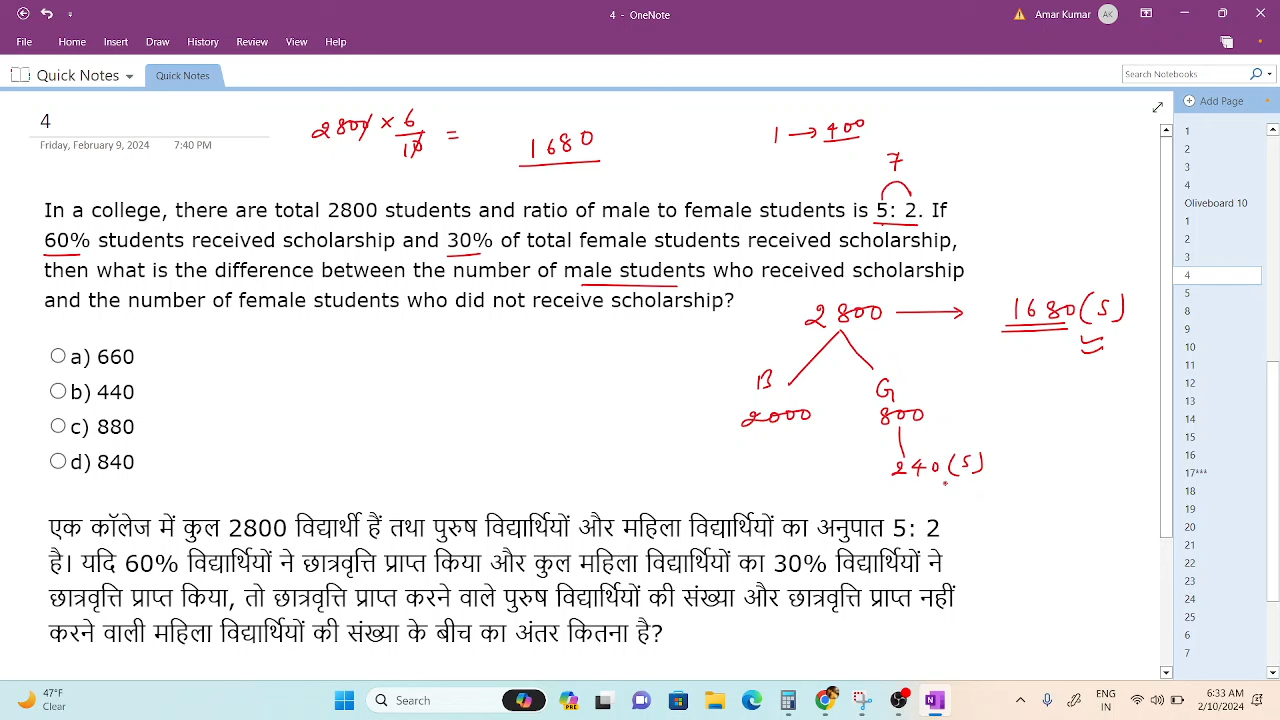 4 - OneNote
Amar Kumar AK
File Home Insert Draw History Review View Help
Quick Notes Quick Notes Search Notebooks
4
Friday, February 9, 2024 7:40 PM
2800 × 6/10 = 1680
1 → 400
7
In a college, there are total 2800 students and ratio of male to female students is 5: 2. If
60% students received scholarship and 30% of total female students received scholarship,
then what is the difference between the number of male students who received scholarship
and the number of female students who did not receive scholarship?
2800 → 1680(S)
B G
2000 800
240(S)
a) 660
b) 440
c) 880
d) 840
एक कॉलेज में कुल 2800 विद्यार्थी हैं तथा पुरुष विद्यार्थियों और महिला विद्यार्थियों का अनुपात 5: 2
है। यदि 60% विद्यार्थियों ने छात्रवृत्ति प्राप्त किया और कुल महिला विद्यार्थियों का 30% विद्यार्थियों ने
छात्रवृत्ति प्राप्त किया, तो छात्रवृत्ति प्राप्त करने वाले पुरुष विद्यार्थियों की संख्या और छात्रवृत्ति प्राप्त नहीं
करने वाली महिला विद्यार्थियों की संख्या के बीच का अंतर कितना है?
Add Page
1
2
3
4
Oliveboard 10
1
2
3
4
5
8
9
10
11
12
13
14
15
16
17***
18
19
21
22
23
24
25
6
7
47°F
Clear
Search
PRE
ENG
IN
6:33 AM
2/10/2024